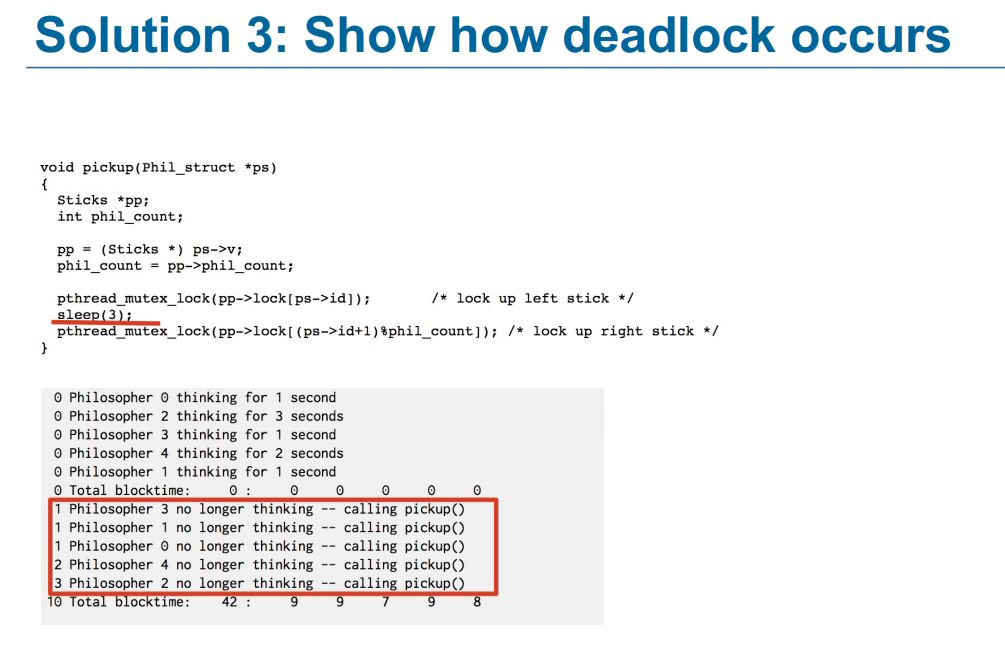 Solution 3: Show how deadlock occurs
void pickup(Phil_struct *ps)
{
  Sticks *pp;
  int phil_count;

  pp = (Sticks *) ps->v;
  phil_count = pp->phil_count;

  pthread_mutex_lock(pp->lock[ps->id]);       /* lock up left stick */
  sleep(3);
  pthread_mutex_lock(pp->lock[(ps->id+1)%phil_count]); /* lock up right stick */
}
0 Philosopher 0 thinking for 1 second
0 Philosopher 2 thinking for 3 seconds
0 Philosopher 3 thinking for 1 second
0 Philosopher 4 thinking for 2 seconds
0 Philosopher 1 thinking for 1 second
0 Total blocktime:     0 :     0     0     0     0     0
1 Philosopher 3 no longer thinking -- calling pickup()
1 Philosopher 1 no longer thinking -- calling pickup()
1 Philosopher 0 no longer thinking -- calling pickup()
2 Philosopher 4 no longer thinking -- calling pickup()
3 Philosopher 2 no longer thinking -- calling pickup()
10 Total blocktime:    42 :     9     9     7     9     8